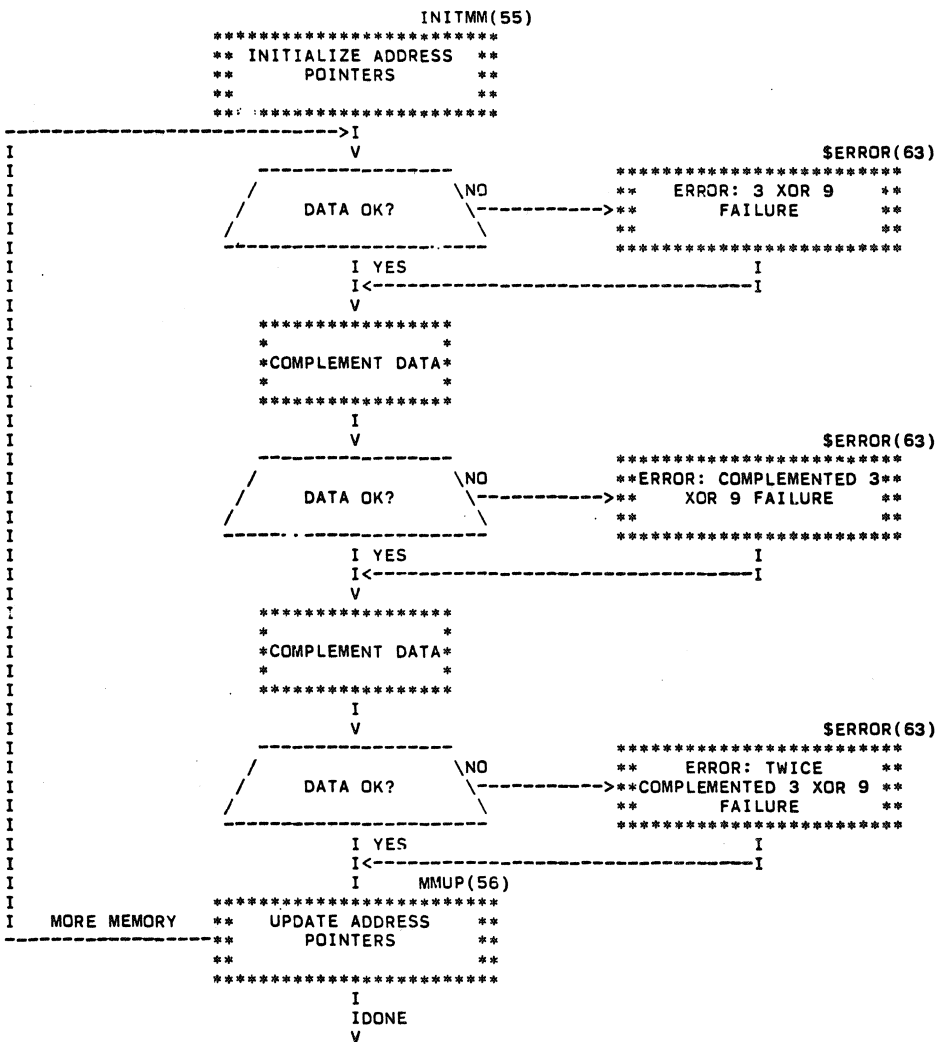 INITMM(55)
INITIALIZE ADDRESS
POINTERS
$ERROR(63)
DATA OK?
NO
ERROR: 3 XOR 9
FAILURE
YES
COMPLEMENT DATA
$ERROR(63)
DATA OK?
NO
ERROR: COMPLEMENTED 3
XOR 9 FAILURE
YES
COMPLEMENT DATA
$ERROR(63)
DATA OK?
NO
ERROR: TWICE
COMPLEMENTED 3 XOR 9
FAILURE
YES
MMUP(56)
MORE MEMORY
UPDATE ADDRESS
POINTERS
DONE